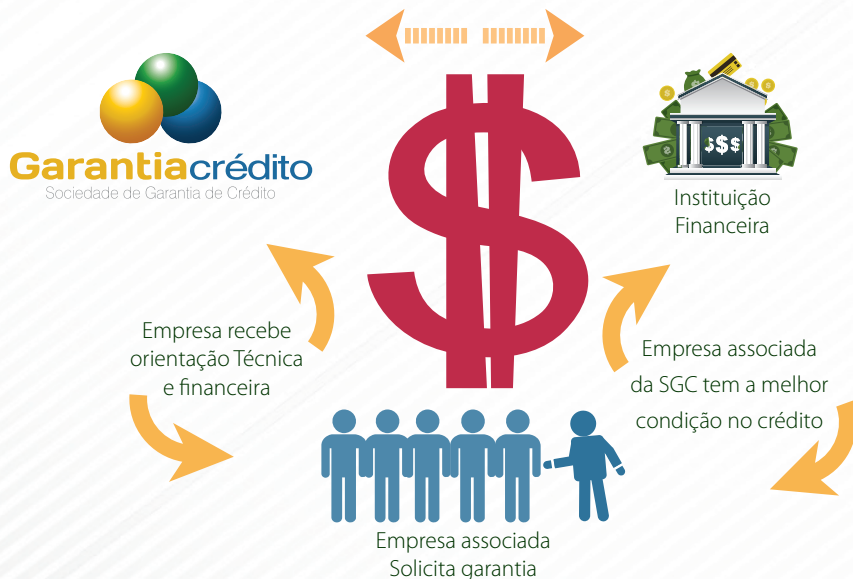 Garantiacrédito
Sociedade de Garantia de Crédito
$$$
Instituição
Financeira
Empresa recebe
orientação Técnica
e financeira
Empresa associada
da SGC tem a melhor
condição no crédito
Empresa associada
Solicita garantia